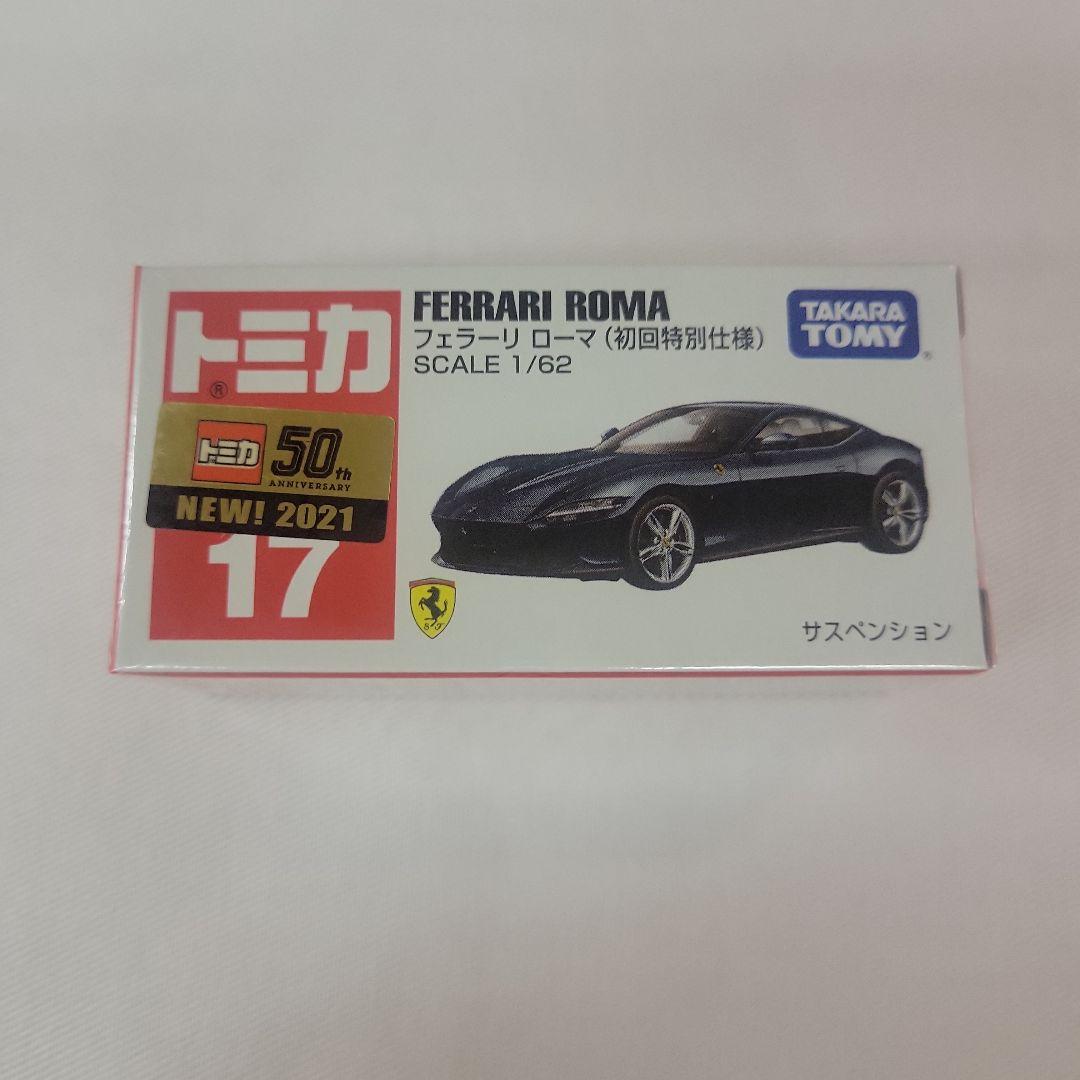 トミカ
®
トミカ
50th
ANNIVERSARY
NEW! 2021
17
FERRARI ROMA
フェラーリ ローマ（初回特別仕様）
SCALE 1/62
TAKARA
TOMY
®
S F
サスペンション